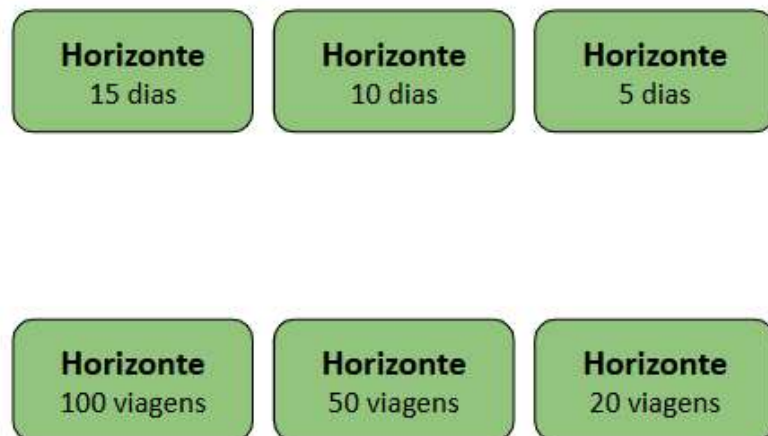 Horizonte
15 dias
Horizonte
10 dias
Horizonte
5 dias
Horizonte
100 viagens
Horizonte
50 viagens
Horizonte
20 viagens